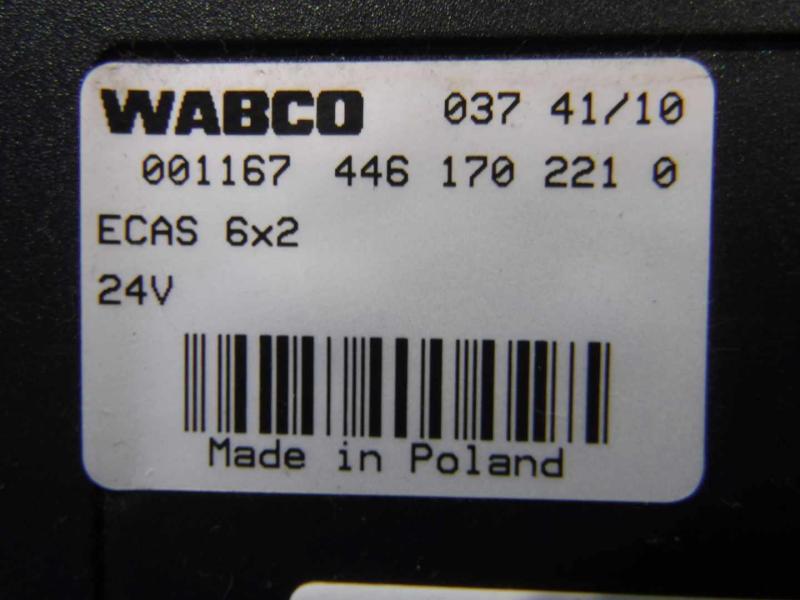 WABCO 037 41/10
001167 446 170 221 0
ECAS 6x2
24V
Made in Poland